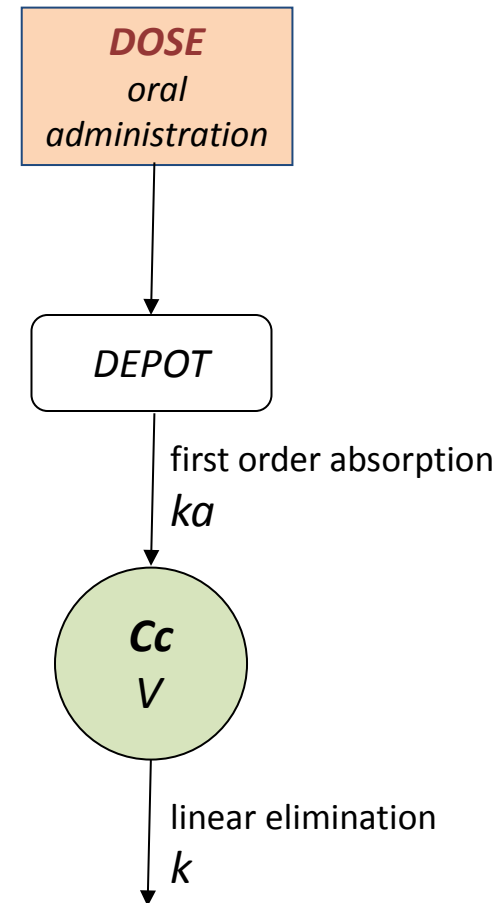 DOSE
oral
administration
DEPOT
first order absorption
ka
Cc
V
linear elimination
k